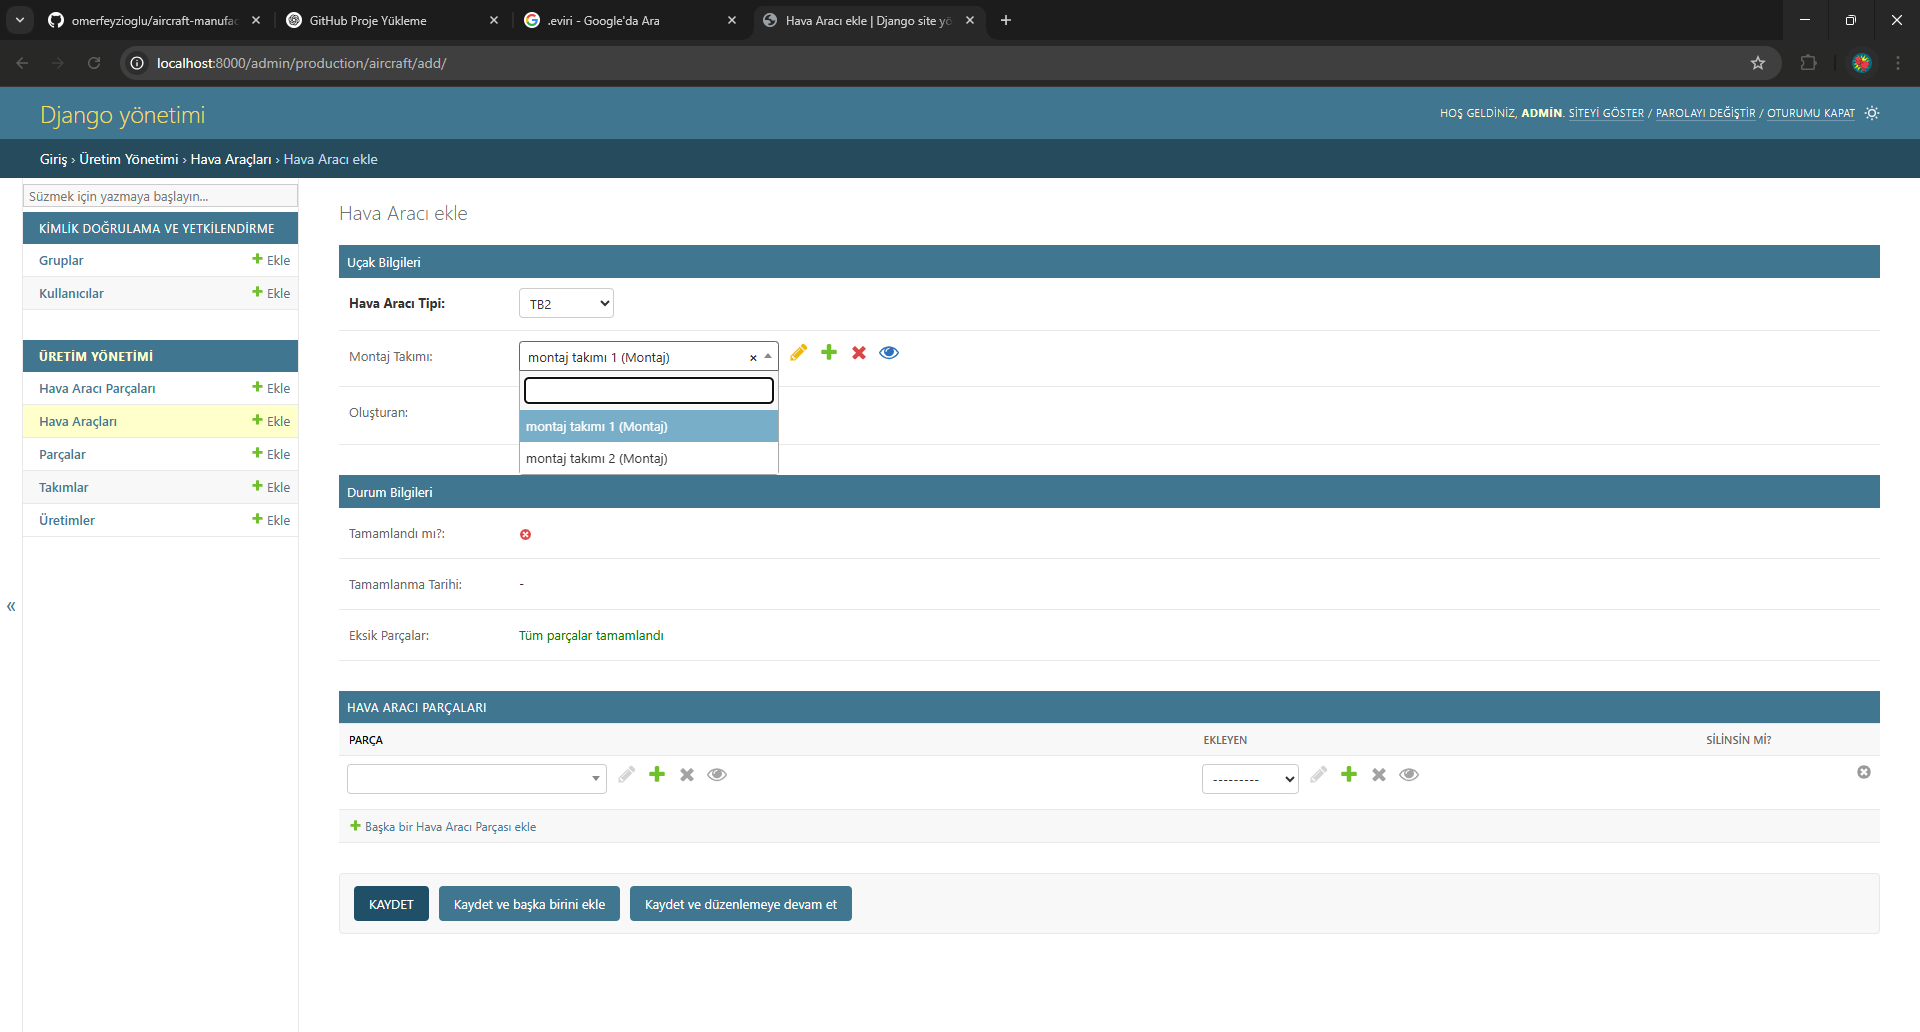 omerfeyzioglu/aircraft-manufac
GitHub Proje Yükleme
.eviri - Google'da Ara
Hava Aracı ekle | Django site yö
localhost:8000/admin/production/aircraft/add/
Django yönetimi
HOŞ GELDİNİZ, ADMIN. SİTEYİ GÖSTER / PAROLAYI DEĞİŞTİR / OTURUMU KAPAT
Giriş › Üretim Yönetimi › Hava Araçları › Hava Aracı ekle
Süzmek için yazmaya başlayın...
KİMLİK DOĞRULAMA VE YETKİLENDİRME
Gruplar
Ekle
Kullanıcılar
Ekle
ÜRETİM YÖNETİMİ
Hava Aracı Parçaları
Ekle
Hava Araçları
Ekle
Parçalar
Ekle
Takımlar
Ekle
Üretimler
Ekle
«
Hava Aracı ekle
Uçak Bilgileri
Hava Aracı Tipi:
TB2
Montaj Takımı:
montaj takımı 1 (Montaj)
×
montaj takımı 1 (Montaj)
montaj takımı 2 (Montaj)
Oluşturan:
Durum Bilgileri
Tamamlandı mı?:
Tamamlanma Tarihi:
-
Eksik Parçalar:
Tüm parçalar tamamlandı
HAVA ARACI PARÇALARI
PARÇA
EKLEYEN
SİLİNSİN Mİ?
---------
Başka bir Hava Aracı Parçası ekle
KAYDET
Kaydet ve başka birini ekle
Kaydet ve düzenlemeye devam et